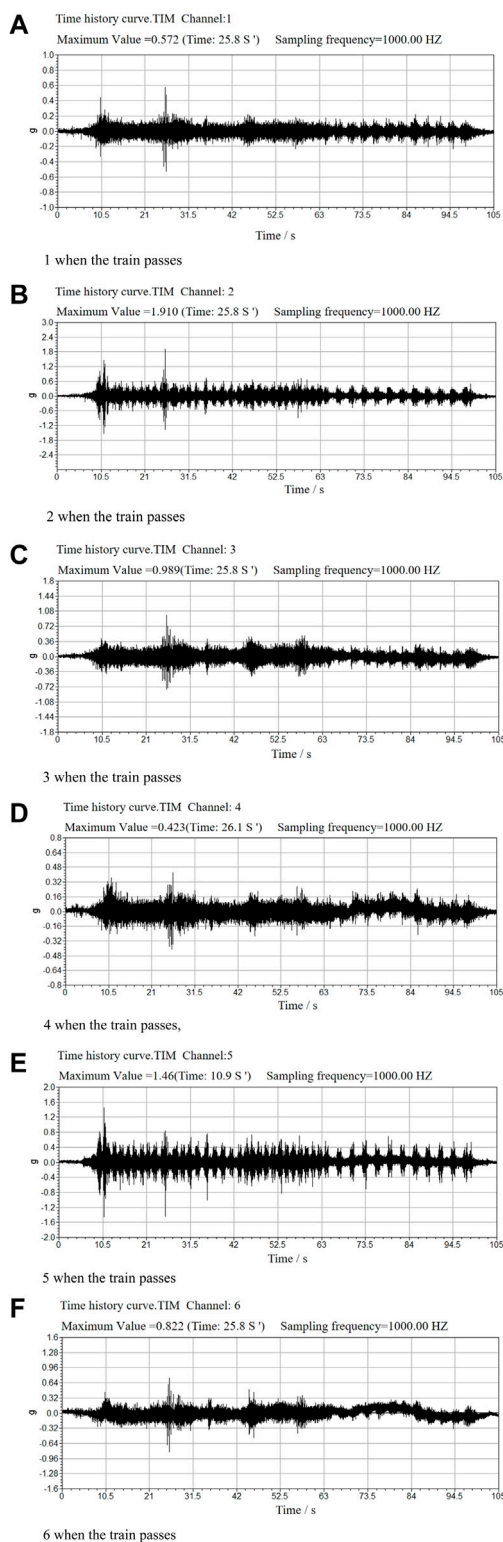 A
Time history curve.TIM Channel:1
Maximum Value =0.572 (Time: 25.8 S ') Sampling frequency=1000.00 HZ
1.0
0.8
0.6
0.4
0.2
0.0
-0.2
-0.4
-0.6
-0.8
-1.0
g
0 10.5 21 31.5 42 52.5 63 73.5 84 94.5 105
Time / s
1 when the train passes
B
Time history curve.TIM Channel: 2
Maximum Value =1.910 (Time: 25.8 S ') Sampling frequency=1000.00 HZ
3.0
2.4
1.8
1.2
0.6
0.0
-0.6
-1.2
-1.8
-2.4
g
0 10.5 21 31.5 42 52.5 63 73.5 84 94.5 105
Time / s
2 when the train passes
C
Time history curve.TIM Channel: 3
Maximum Value =0.989(Time: 25.8 S ') Sampling frequency=1000.00 HZ
1.8
1.44
1.08
0.72
0.36
0.0
-0.36
-0.72
-1.08
-1.44
-1.8
g
0 10.5 21 31.5 42 52.5 63 73.5 84 94.5 105
Time / s
3 when the train passes
D
Time history curve.TIM Channel: 4
Maximum Value =0.423(Time: 26.1 S ') Sampling frequency=1000.00 HZ
0.8
0.64
0.48
0.32
0.16
0.0
-0.16
-0.32
-0.48
-0.64
-0.8
g
0 10.5 21 31.5 42 52.5 63 73.5 84 94.5 105
Time / s
4 when the train passes,
E
Time history curve.TIM Channel:5
Maximum Value =1.46(Time: 10.9 S ') Sampling frequency=1000.00 HZ
2.0
1.6
1.2
0.8
0.4
0.0
-0.4
-0.8
-1.2
-1.6
-2.0
g
0 10.5 21 31.5 42 52.5 63 73.5 84 94.5 105
Time / s
5 when the train passes
F
Time history curve.TIM Channel: 6
Maximum Value =0.822 (Time: 25.8 S ') Sampling frequency=1000.00 HZ
1.6
1.28
0.96
0.64
0.32
0.0
-0.32
-0.64
-0.96
-1.28
-1.6
g
0 10.5 21 31.5 42 52.5 63 73.5 84 94.5 105
Time / s
6 when the train passes